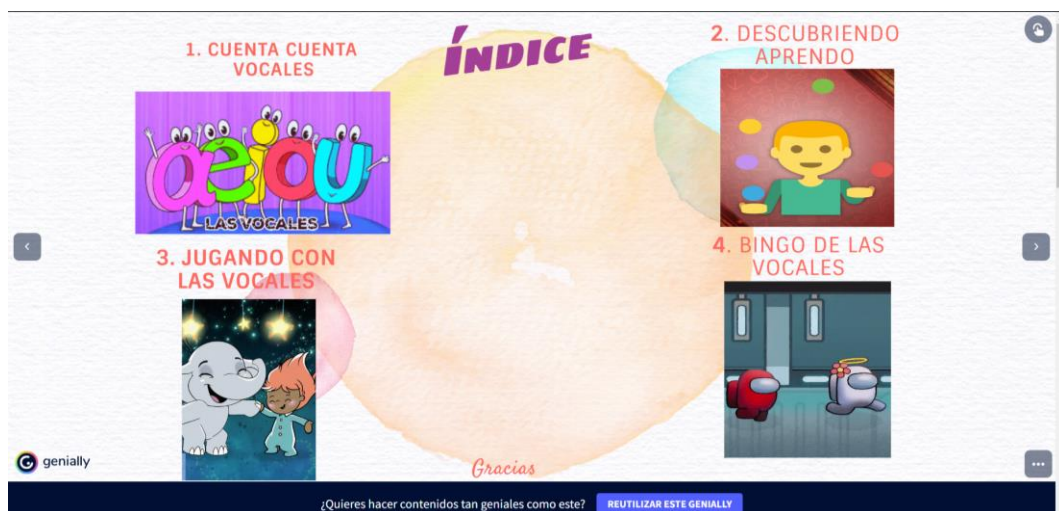 ÍNDICE
1. CUENTA CUENTA
VOCALES
aeiou
LAS VOCALES
2. DESCUBRIENDO
APRENDO
3. JUGANDO CON
LAS VOCALES
4. BINGO DE LAS
VOCALES
Gracias
genially
¿Quieres hacer contenidos tan geniales como este?
REUTILIZAR ESTE GENIALLY